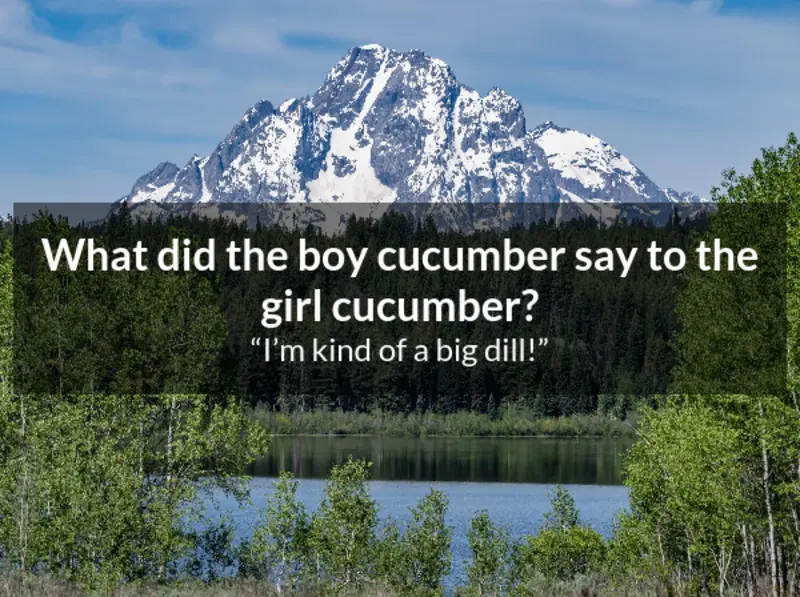 What did the boy cucumber say to the
girl cucumber?
“I’m kind of a big dill!”